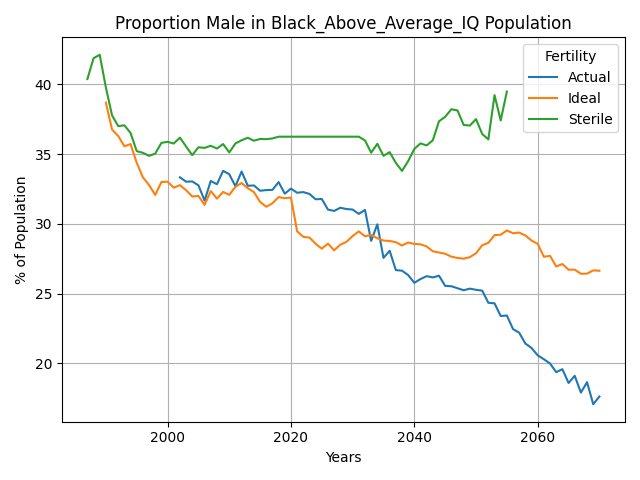 Proportion Male in Black_Above_Average_IQ Population
% of Population
40
35
30
25
20
Fertility
Actual
Ideal
Sterile
2000
2020
2040
2060
Years